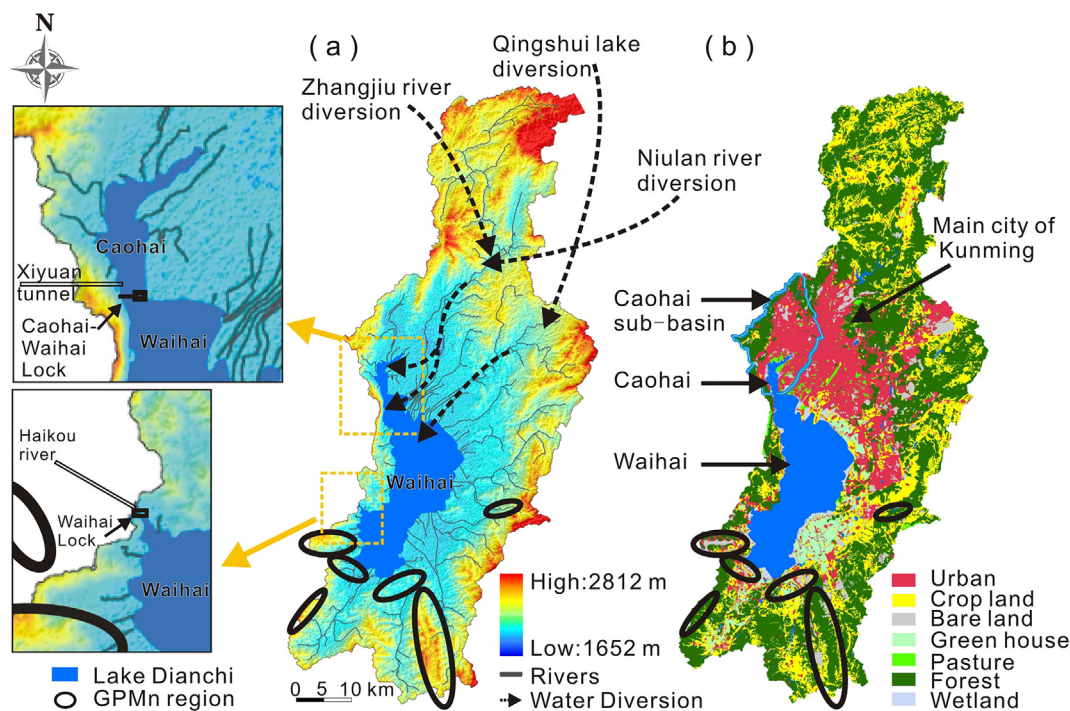 N
(a)
(b)
Qingshui lake
diversion
Zhangjiu river
diversion
Niulan river
diversion
Main city of
Kunming
Caohai
Xiyuan
tunnel
Caohai-
Waihai
Lock
Waihai
Caohai
sub-basin
Caohai
Waihai
Waihai
Haikou
river
Waihai
Lock
Waihai
High:2812 m
Low:1652 m
Rivers
Water Diversion
0 5 10 km
Lake Dianchi
GPMn region
Urban
Crop land
Bare land
Green house
Pasture
Forest
Wetland